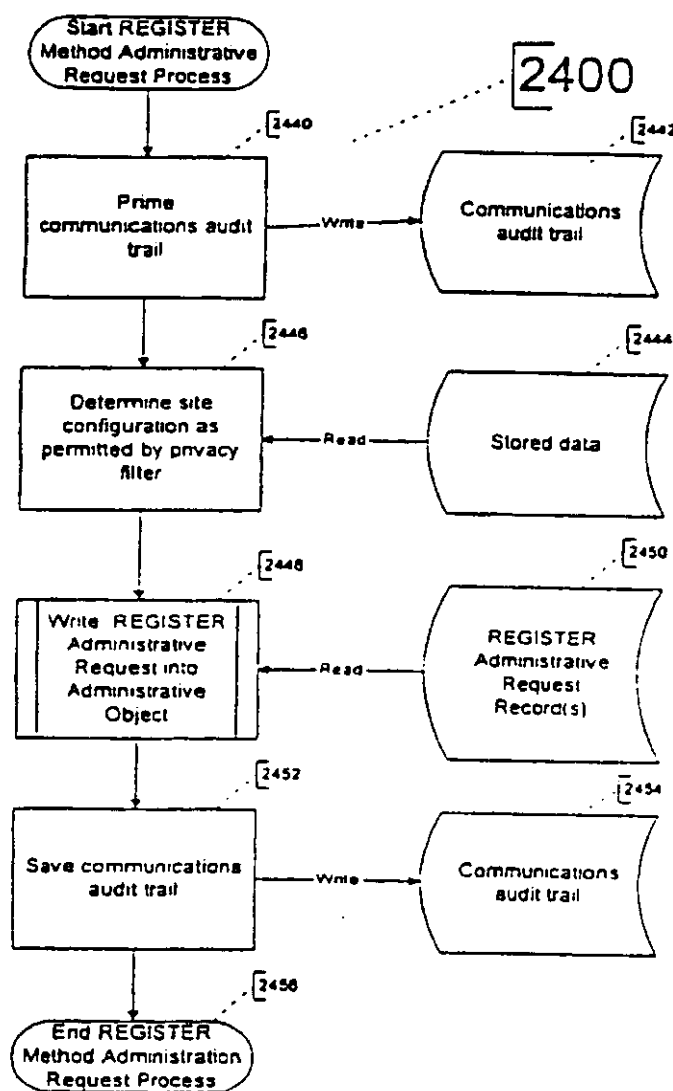 Start REGISTER
Method Administrative
Request Process
2400
2440
2442
Prime
communications audit
trail
Write
Communications
audit trail
2446
2444
Determine site
configuration as
permitted by privacy
filter
Read
Stored data
2448
2450
Write REGISTER
Administrative
Request into
Administrative
Object
Read
REGISTER
Administrative
Request
Record(s)
2452
2454
Save communications
audit trail
Write
Communications
audit trail
2456
End REGISTER
Method Administration
Request Process